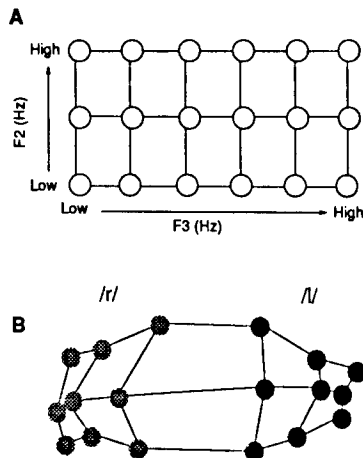 A
High
F2 (Hz)
Low
Low
High
F3 (Hz)
/r/
/l/
B